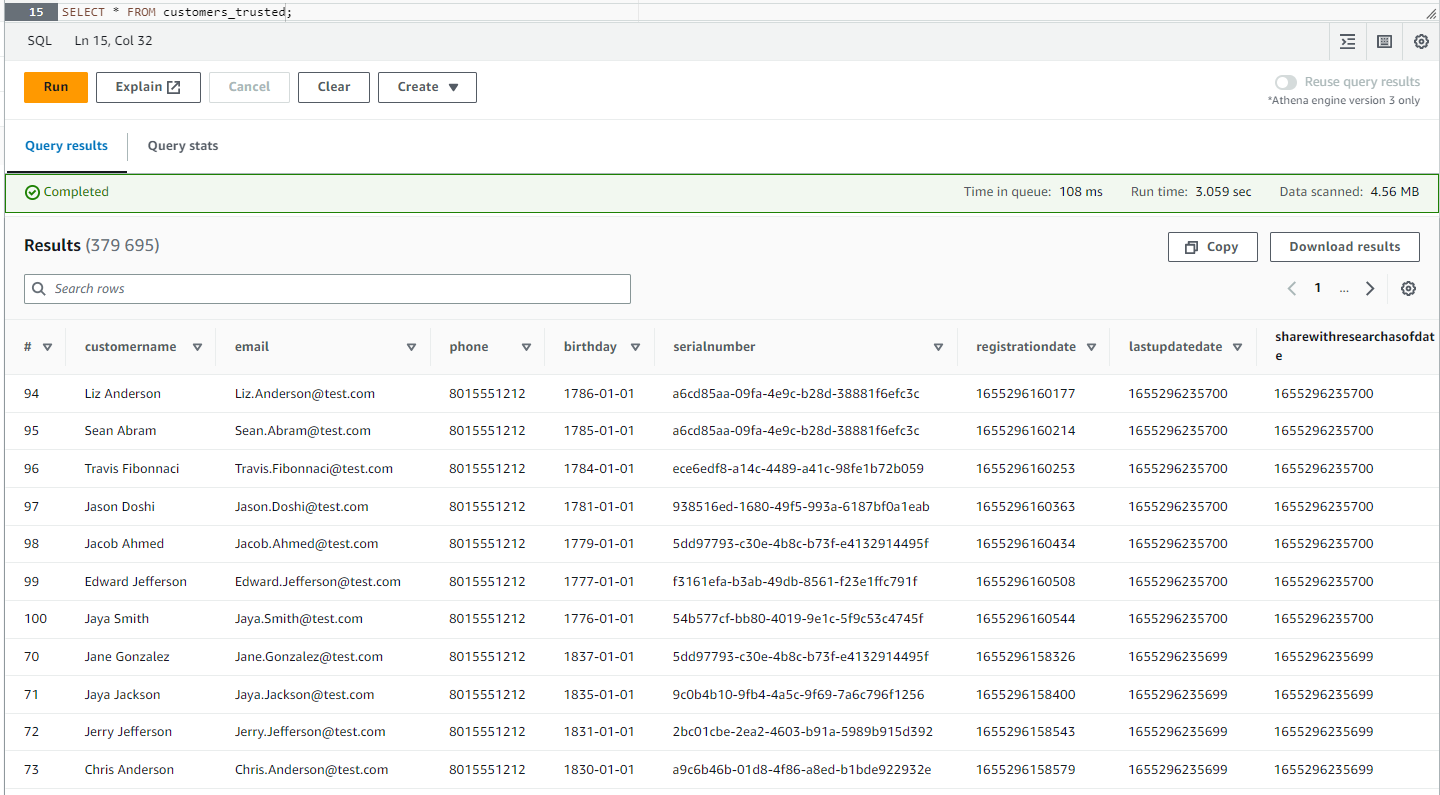 15 SELECT * FROM customers_trusted;
SQL Ln 15, Col 32
Run Explain Cancel Clear Create Reuse query results
*Athena engine version 3 only
Query results Query stats
Completed Time in queue: 108 ms Run time: 3.059 sec Data scanned: 4.56 MB
Results (379 695) Copy Download results
Search rows 1 ...
# customername email phone birthday serialnumber registrationdate lastupdatedate sharewithresearchasofdat
e
94 Liz Anderson Liz.Anderson@test.com 8015551212 1786-01-01 a6cd85aa-09fa-4e9c-b28d-38881f6efc3c 1655296160177 1655296235700 1655296235700
95 Sean Abram Sean.Abram@test.com 8015551212 1785-01-01 a6cd85aa-09fa-4e9c-b28d-38881f6efc3c 1655296160214 1655296235700 1655296235700
96 Travis Fibonnaci Travis.Fibonnaci@test.com 8015551212 1784-01-01 ece6edf8-a14c-4489-a41c-98fe1b72b059 1655296160253 1655296235700 1655296235700
97 Jason Doshi Jason.Doshi@test.com 8015551212 1781-01-01 938516ed-1680-49f5-993a-6187bf0a1eab 1655296160363 1655296235700 1655296235700
98 Jacob Ahmed Jacob.Ahmed@test.com 8015551212 1779-01-01 5dd97793-c30e-4b8c-b73f-e4132914495f 1655296160434 1655296235700 1655296235700
99 Edward Jefferson Edward.Jefferson@test.com 8015551212 1777-01-01 f3161efa-b3ab-49db-8561-f23e1ffc791f 1655296160508 1655296235700 1655296235700
100 Jaya Smith Jaya.Smith@test.com 8015551212 1776-01-01 54b577cf-bb80-4019-9e1c-5f9c53c4745f 1655296160544 1655296235700 1655296235700
70 Jane Gonzalez Jane.Gonzalez@test.com 8015551212 1837-01-01 5dd97793-c30e-4b8c-b73f-e4132914495f 1655296158326 1655296235699 1655296235699
71 Jaya Jackson Jaya.Jackson@test.com 8015551212 1835-01-01 9c0b4b10-9fb4-4a5c-9f69-7a6c796f1256 1655296158400 1655296235699 1655296235699
72 Jerry Jefferson Jerry.Jefferson@test.com 8015551212 1831-01-01 2bc01cbe-2ea2-4603-b91a-5989b915d392 1655296158543 1655296235699 1655296235699
73 Chris Anderson Chris.Anderson@test.com 8015551212 1830-01-01 a9c6b46b-01d8-4f86-a8ed-b1bde922932e 1655296158579 1655296235699 1655296235699